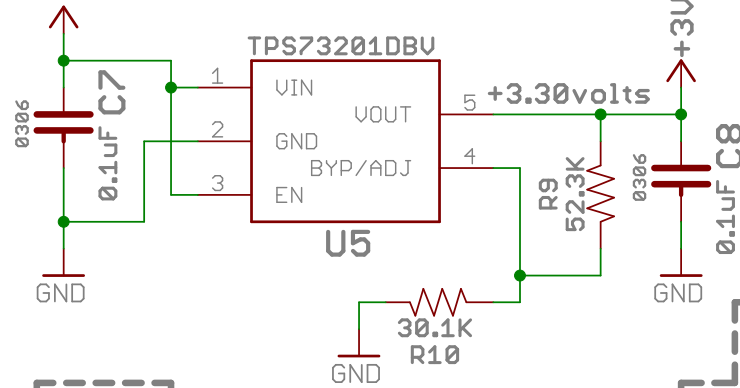 TPS73201DBV
+3V
1
VIN
C7
0306
0.1uF
2
GND
3
EN
VOUT
5
+3.30volts
BYP/ADJ
4
U5
R9
52.3K
C8
0306
0.1uF
GND
GND
30.1K
R10
GND